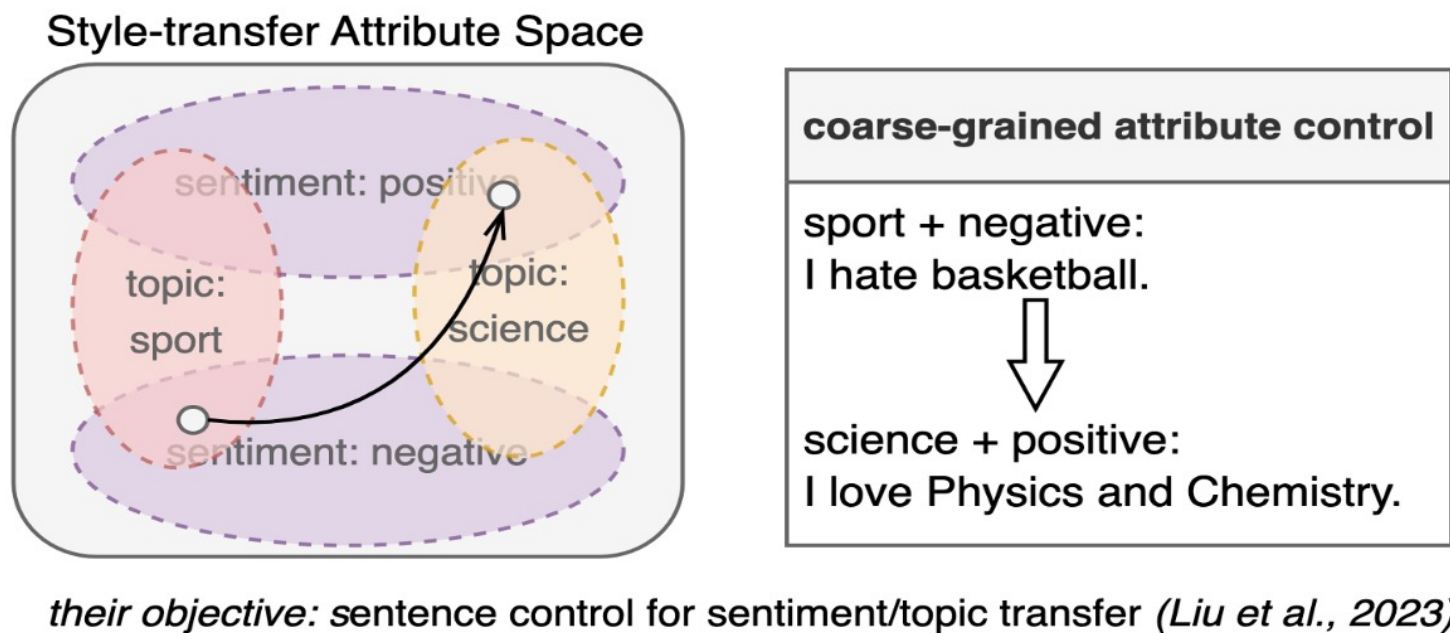 Style-transfer Attribute Space
sentiment: positive
topic:
sport
topic:
science
sentiment: negative
coarse-grained attribute control
sport + negative:
I hate basketball.
science + positive:
I love Physics and Chemistry.
their objective: sentence control for sentiment/topic transfer (Liu et al., 2023)